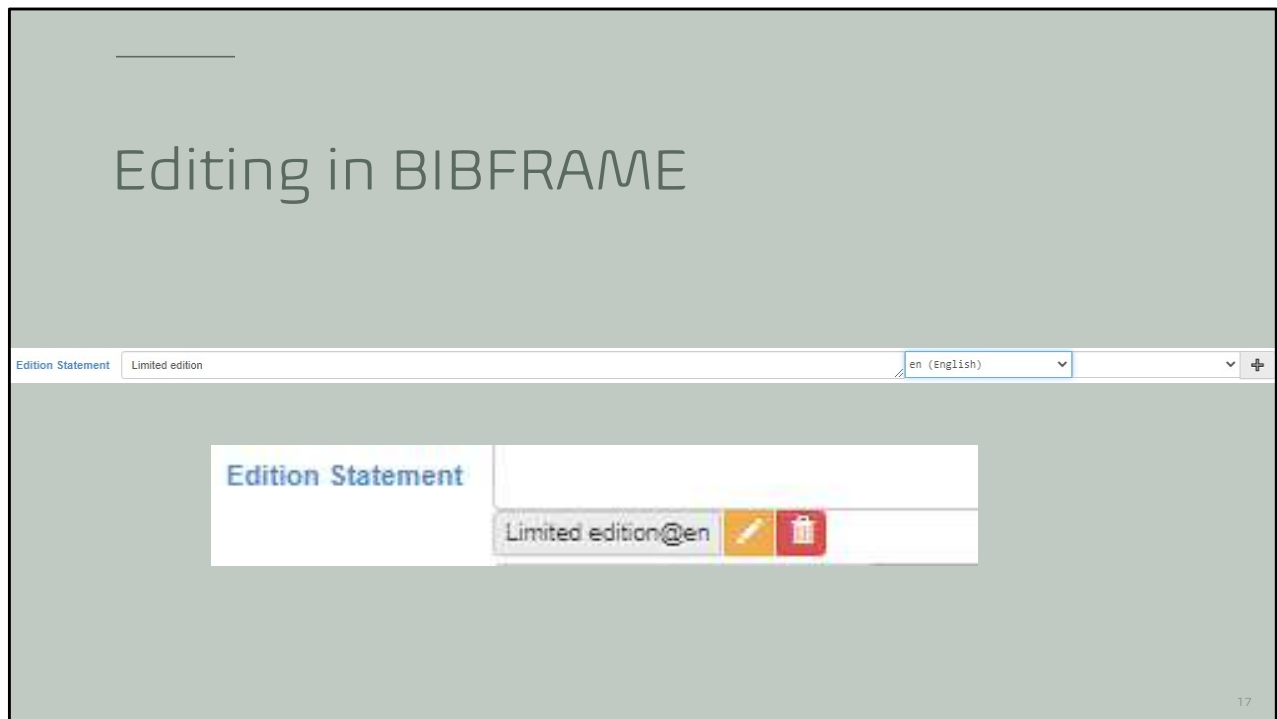 Editing in BIBFRAME
Edition Statement Limited edition en (English)
Edition Statement
Limited edition@en
17